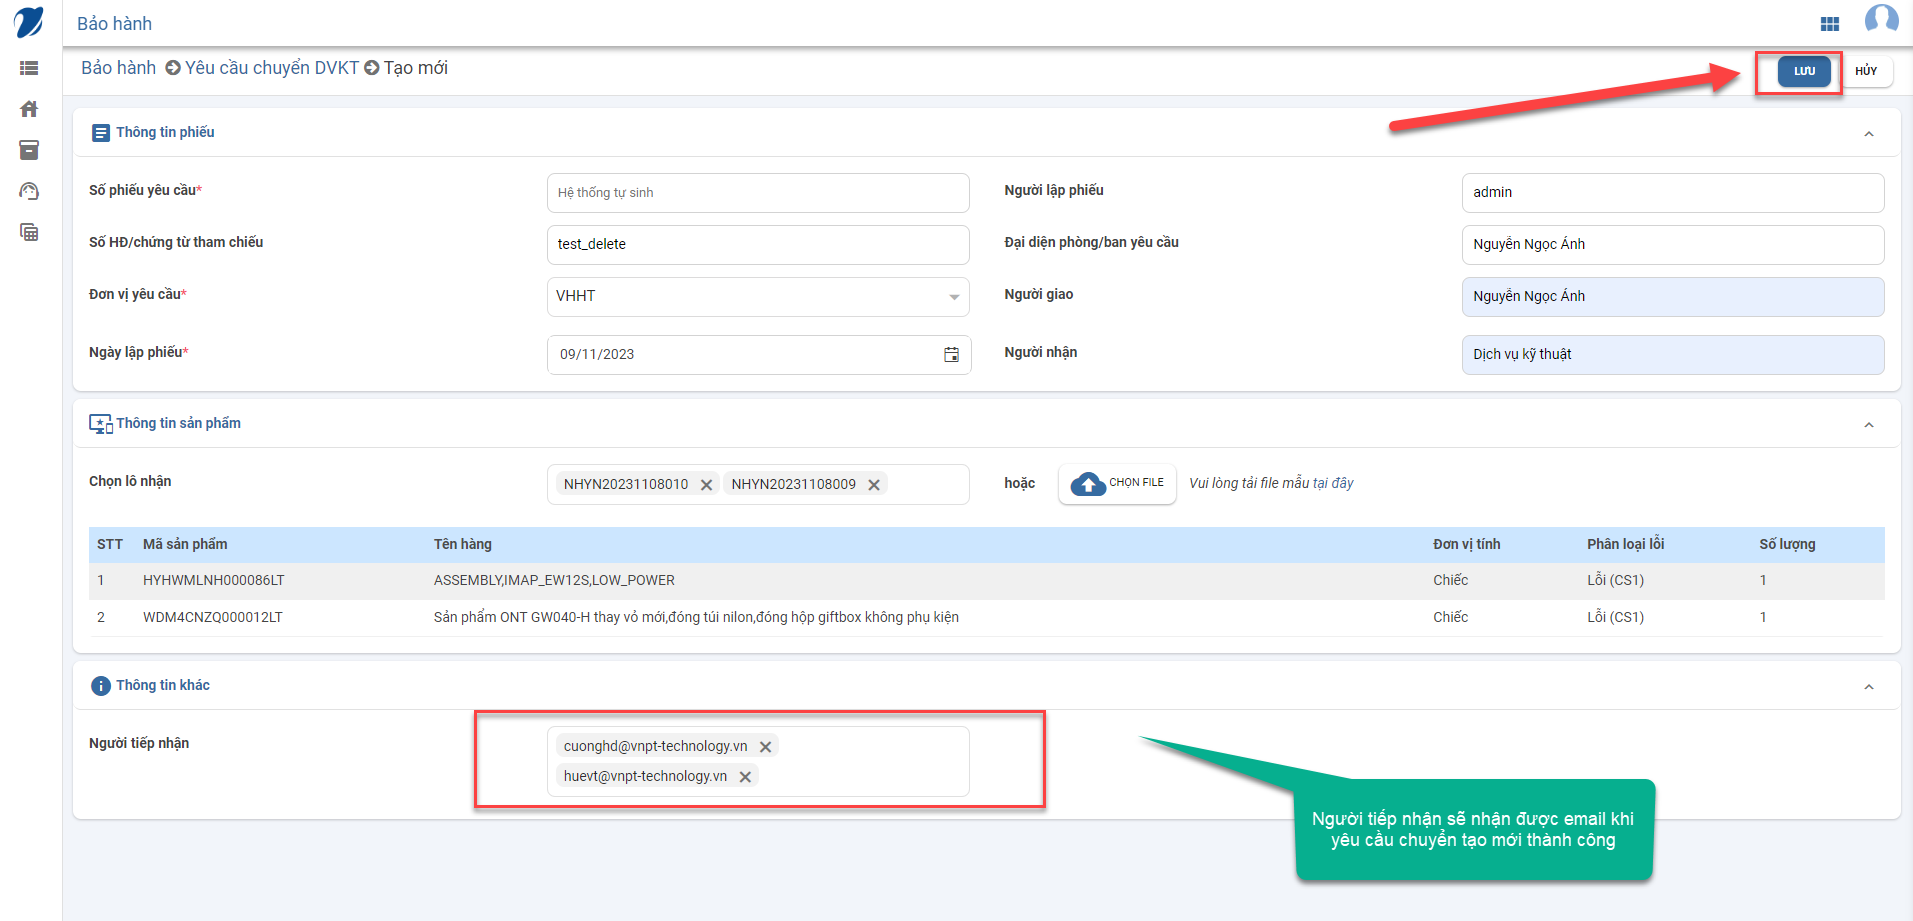 Bảo hành
Bảo hành Yêu cầu chuyển DVKT Tạo mới
LƯU
HỦY
Thông tin phiếu
Số phiếu yêu cầu*
Hệ thống tự sinh
Người lập phiếu
admin
Số HĐ/chứng từ tham chiếu
test_delete
Đại diện phòng/ban yêu cầu
Nguyễn Ngọc Ánh
Đơn vị yêu cầu*
VHHT
Người giao
Nguyễn Ngọc Ánh
Ngày lập phiếu*
09/11/2023
Người nhận
Dịch vụ kỹ thuật
Thông tin sản phẩm
Chọn lô nhận
NHYN20231108010 NHYN20231108009
hoặc
CHỌN FILE
Vui lòng tải file mẫu tại đây
STT Mã sản phẩm Tên hàng Đơn vị tính Phân loại lỗi Số lượng
1 HYHWMLNH000086LT ASSEMBLY,IMAP_EW12S,LOW_POWER Chiếc Lỗi (CS1) 1
2 WDM4CNZQ000012LT Sản phẩm ONT GW040-H thay vỏ mới,đóng túi nilon,đóng hộp giftbox không phụ kiện Chiếc Lỗi (CS1) 1
Thông tin khác
Người tiếp nhận
cuonghd@vnpt-technology.vn
huevt@vnpt-technology.vn
Người tiếp nhận sẽ nhận được email khi
yêu cầu chuyển tạo mới thành công